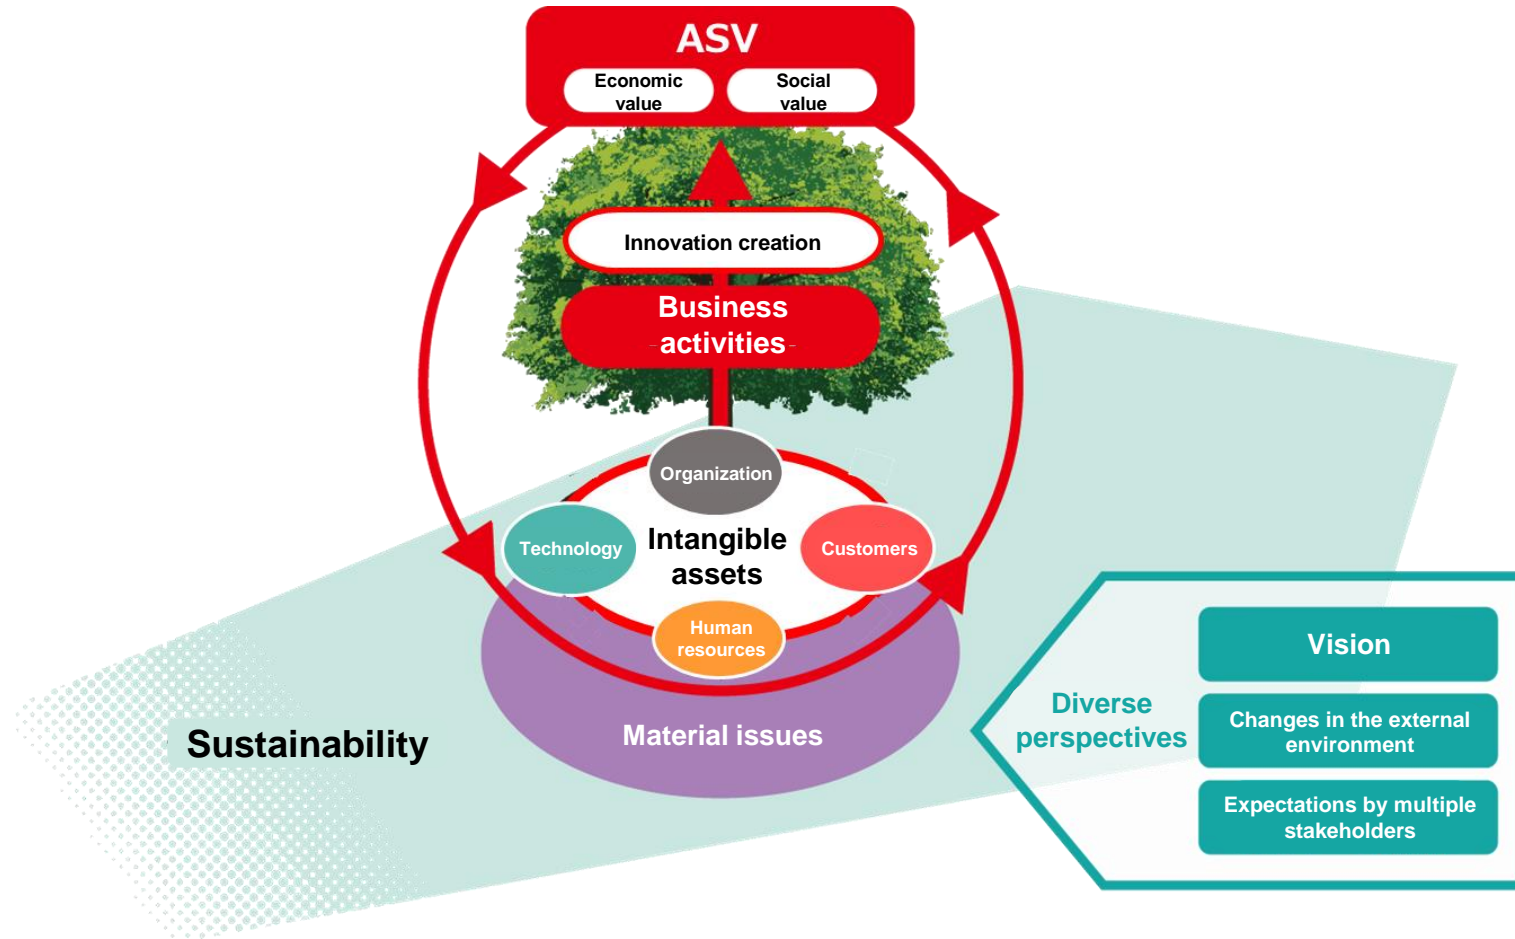 ASV
Economic
value
Social
value
Innovation creation
Business
activities
Organization
Technology
Intangible
assets
Customers
Human
resources
Material issues
Sustainability
Diverse
perspectives
Vision
Changes in the external
environment
Expectations by multiple
stakeholders